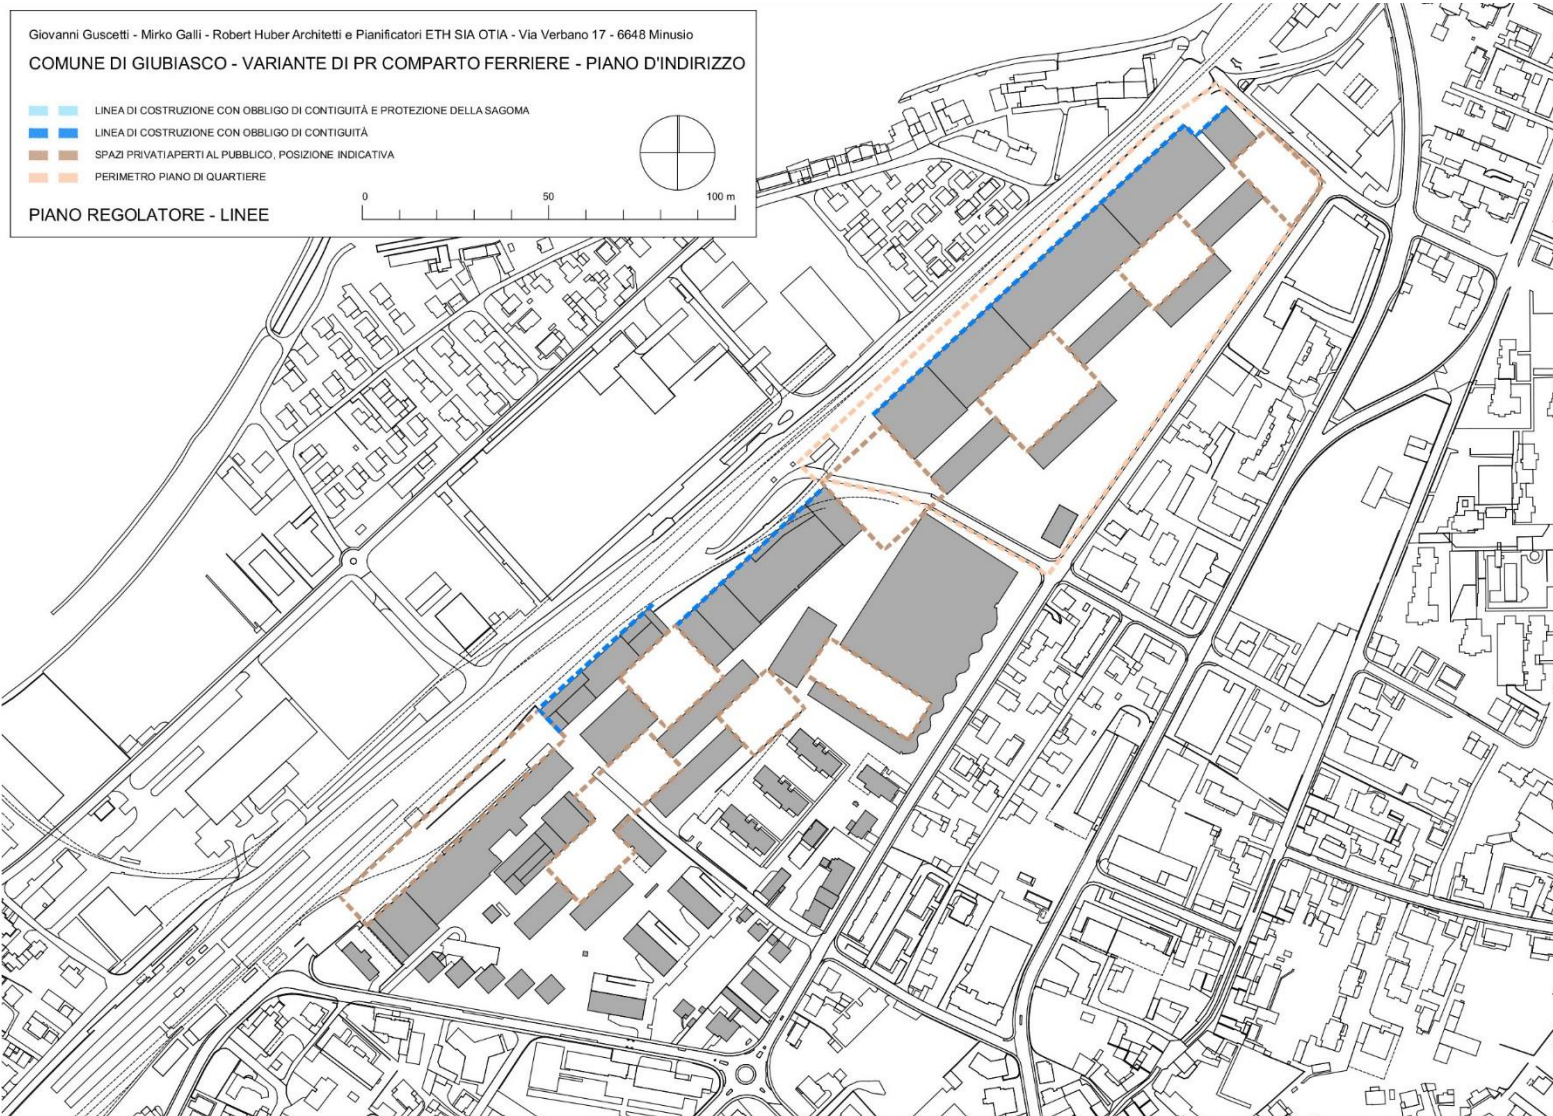 Giovanni Guscetti - Mirko Galli - Robert Huber Architetti e Pianificatori ETH SIA OTIA - Via Verbano 17 - 6648 Minusio
COMUNE DI GIUBIASCO - VARIANTE DI PR COMPARTO FERRIERE - PIANO D'INDIRIZZO
LINEA DI COSTRUZIONE CON OBBLIGO DI CONTIGUITÀ E PROTEZIONE DELLA SAGOMA
LINEA DI COSTRUZIONE CON OBBLIGO DI CONTIGUITÀ
SPAZI PRIVATI APERTI AL PUBBLICO, POSIZIONE INDICATIVA
PERIMETRO PIANO DI QUARTIERE
0 50 100 m
PIANO REGOLATORE - LINEE